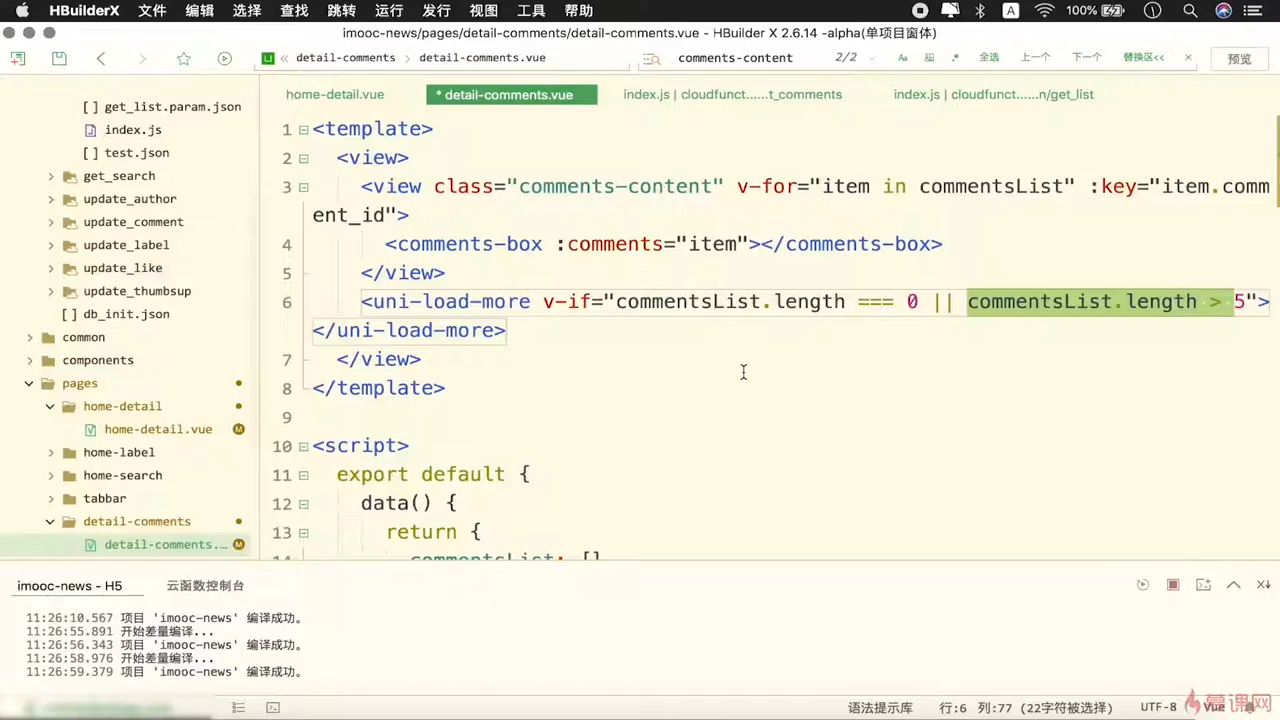 HBuilderX 文件 编辑 选择 查找 跳转 运行 发行 视图 工具 帮助 A 100%
imooc-news/pages/detail-comments/detail-comments.vue - HBuilder X 2.6.14 -alpha(单项目窗体)
detail-comments detail-comments.vue comments-content 2/2 Aa .* 全选 上一个 下一个 替换区<< 预览
home-detail.vue * detail-comments.vue index.js | cloudfunct......t_comments index.js | cloudfunct......n/get_list
[ ] get_list.param.json
index.js
[ ] test.json
get_search
update_author
update_comment
update_label
update_like
update_thumbsup
[ ] db_init.json
common
components
pages
home-detail
home-detail.vue M
home-label
home-search
tabbar
detail-comments
detail-comments.... M
1 <template>
2 <view>
3 <view class="comments-content" v-for="item in commentsList" :key="item.comm
ent_id">
4 <comments-box :comments="item"></comments-box>
5 </view>
6 <uni-load-more v-if="commentsList.length === 0 || commentsList.length > 5">
</uni-load-more>
7 </view>
8 </template>
9
10 <script>
11 export default {
12 data() {
13 return {
14 commentsList: []
imooc-news - H5 云函数控制台
11:26:10.567 项目 'imooc-news' 编译成功。
11:26:55.891 开始差量编译...
11:26:56.343 项目 'imooc-news' 编译成功。
11:26:58.976 开始差量编译...
11:26:59.379 项目 'imooc-news' 编译成功。
语法提示库 行:6 列:77 (22字符被选择) UTF-8 Vue
慕课网